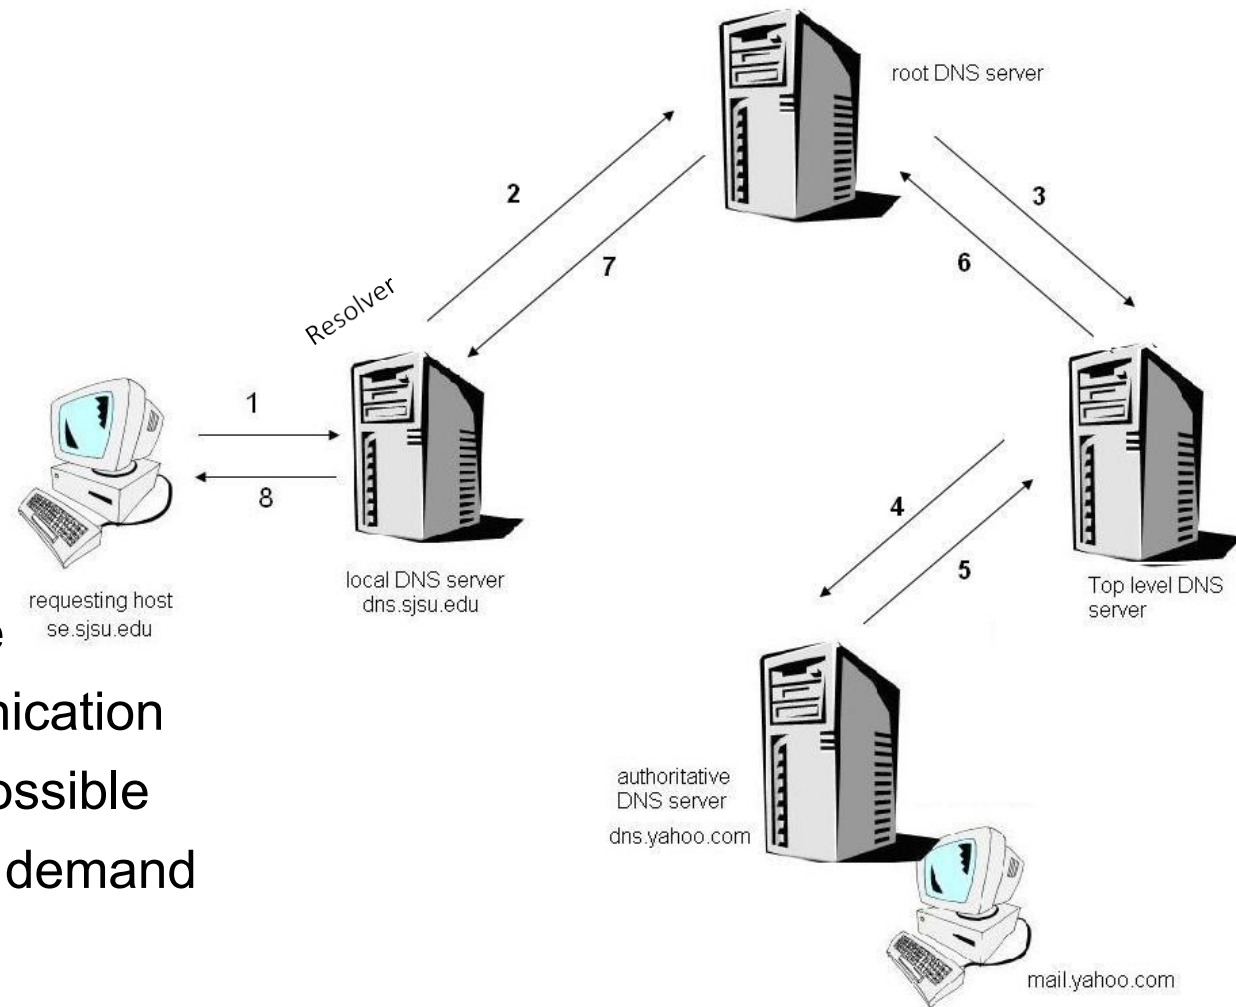 root DNS server
2
3
7
6
Resolver
1
8
4
5
local DNS server
dns.sjsu.edu
requesting host
se.sjsu.edu
Top level DNS
server
e
nication
ossible
demand
authoritative
DNS server
dns.yahoo.com
mail.yahoo.com